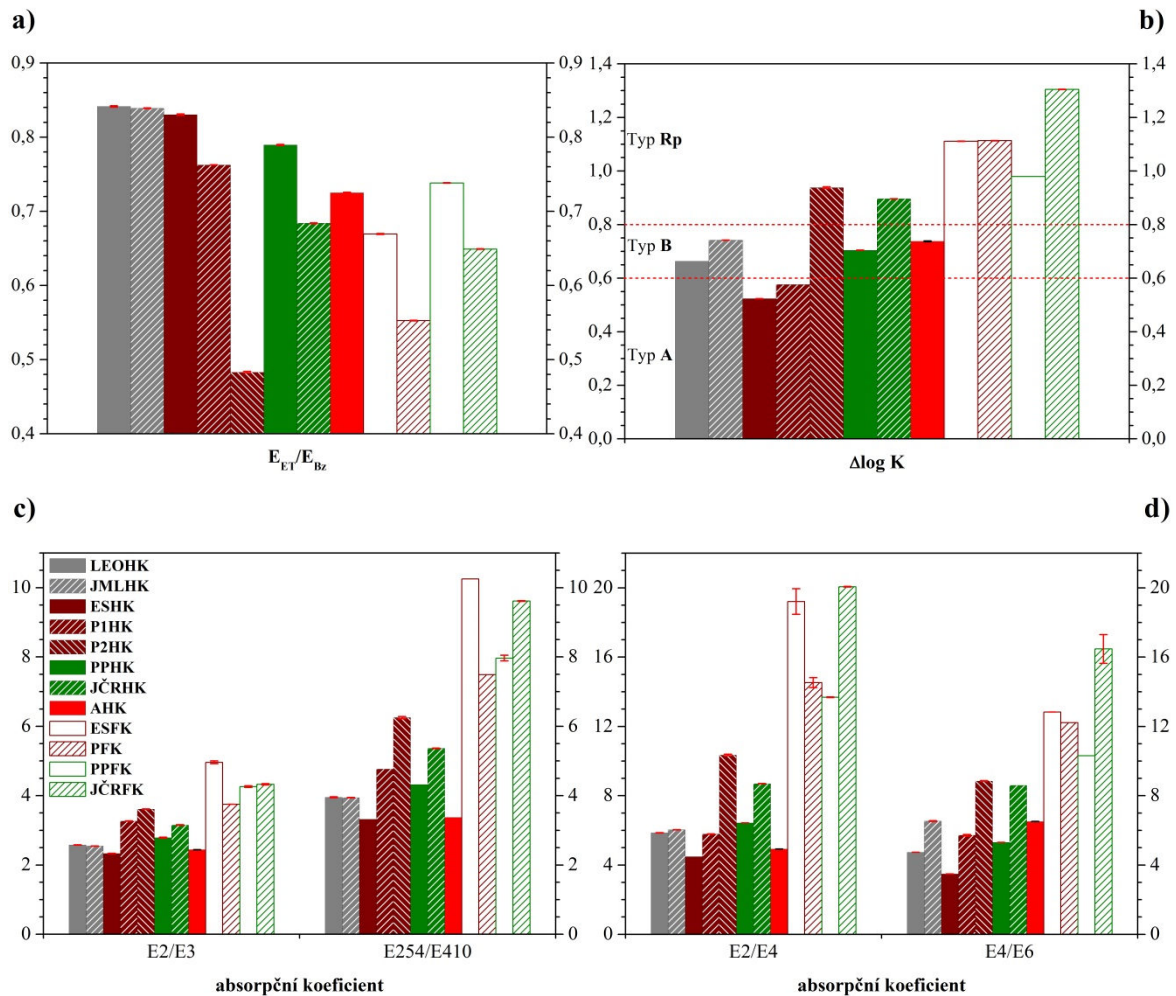 a)
b)
0,9
0,8
0,7
0,6
0,5
0,4
0,9
0,8
0,7
0,6
0,5
0,4
E_ET/E_Bz
1,4
1,2
1,0
0,8
0,6
0,4
0,2
0,0
Typ Rp
Typ B
Typ A
1,4
1,2
1,0
0,8
0,6
0,4
0,2
0,0
Δlog K
c)
d)
10
8
6
4
2
0
LEOHK
JMLHK
ESHK
P1HK
P2HK
PPHK
JČRHK
AHK
ESFK
PFK
PPFK
JČRFK
10
8
6
4
2
0
E2/E3
E254/E410
absorpční koeficient
20
16
12
8
4
0
20
16
12
8
4
0
E2/E4
E4/E6
absorpční koeficient